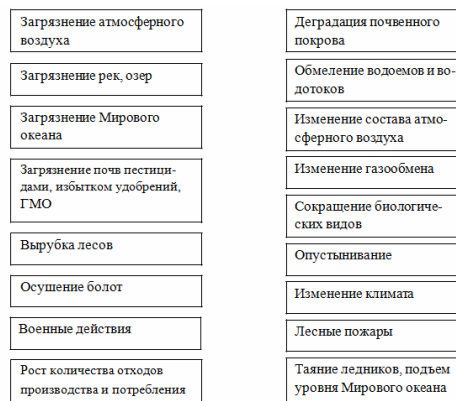 Загрязнение атмосферного
воздуха
Загрязнение рек, озер
Загрязнение Мирового
океана
Загрязнение почв пестици-
дами, избытком удобрений,
ГМО
Вырубка лесов
Осушение болот
Военные действия
Рост количества отходов
производства и потребления
Деградация почвенного
покрова
Обмеление водоемов и во-
дотоков
Изменение состава атмо-
сферного воздуха
Изменение газообмена
Сокращение биологиче-
ских видов
Опустынивание
Изменение климата
Лесные пожары
Таяние ледников, подъем
уровня Мирового океана